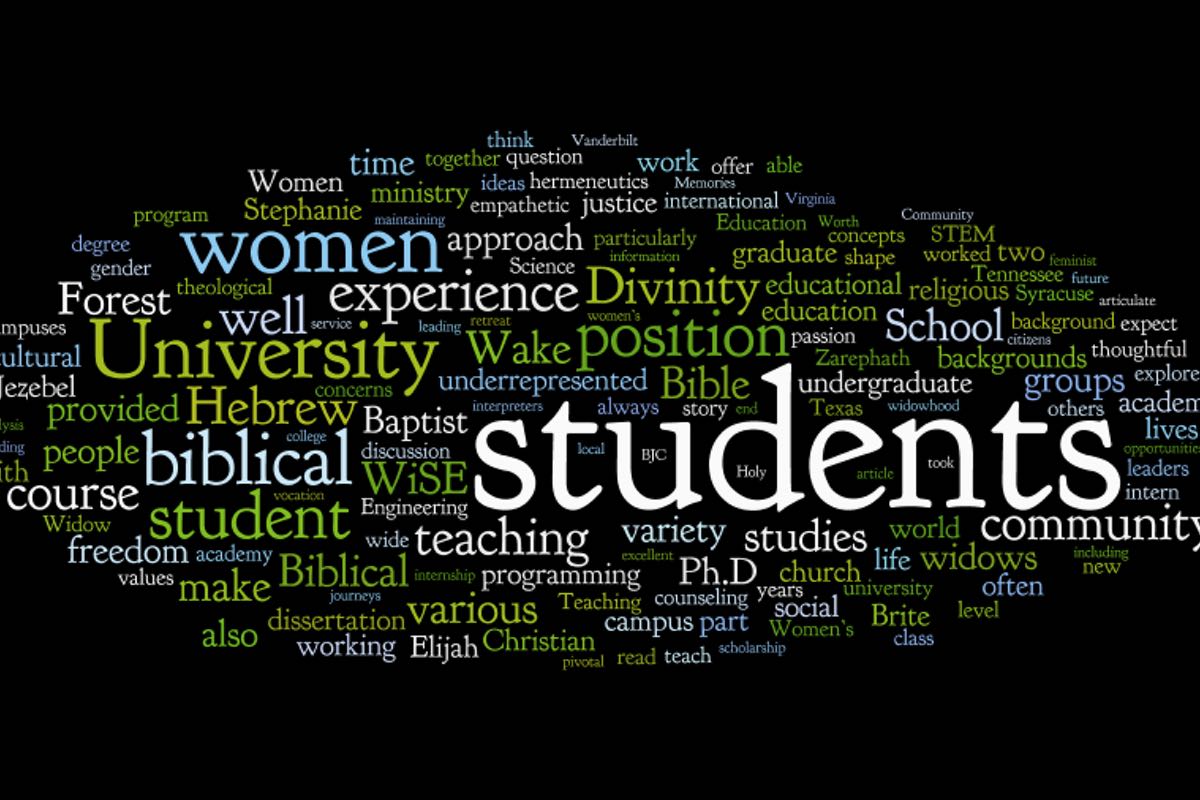 think Vanderbilt
time together question work offer able
Women ministry ideas hermeneutics Memories
Stephanie empathetic justice international Virginia
program maintaining Education Worth Community
degree women approach particularly concepts STEM
gender Science information graduate shape worked two feminist
Forest theological experience Divinity educational religious Tennessee future
well service leading retreat women's education Syracuse articulate
mpuses University Wake position passion School background expect
citizens
cultural Zarephath backgrounds thoughtful
Jezebel concerns underrepresented Bible undergraduate groups explore
provided Hebrew Baptist interpreters always story end Texas widowhood others academ
lysis people biblical college discussion students local BJC Holy article took lives
ding opportunities
ith WiSE leaders
course vocation Engineering intern
Widow student teaching variety studies world community
freedom academy wide excellent life widows including
values make Biblical internship programming Ph.D church new
journeys counseling years university often
dissertation various Teaching campus part social Brite level
also working Elijah Christian Women's class
pivotal read teach scholarship